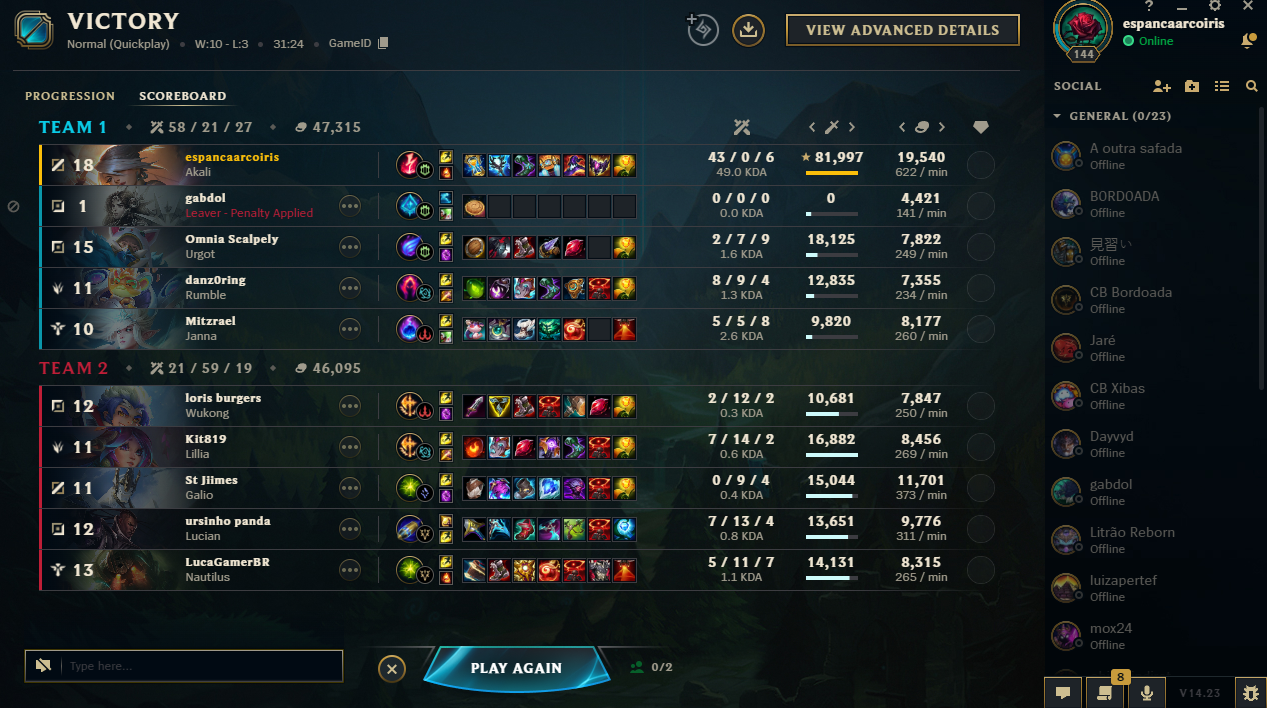 VICTORY
Normal (Quickplay) • W:10 - L:3 • 31:24 • GameID
VIEW ADVANCED DETAILS
PROGRESSION SCOREBOARD
TEAM 1 • 58 / 21 / 27 • 47,315
18 espancaarcoiris 43 / 0 / 6 81,997 19,540
Akali 49.0 KDA 622 / min
1 gabdol 0 / 0 / 0 0 4,421
Leaver - Penalty Applied 0.0 KDA 141 / min
15 Omnia Scalpely 2 / 7 / 9 18,125 7,822
Urgot 1.6 KDA 249 / min
11 danz0ring 8 / 9 / 4 12,835 7,355
Rumble 1.3 KDA 234 / min
10 Mitzrael 5 / 5 / 8 9,820 8,177
Janna 2.6 KDA 260 / min
TEAM 2 • 21 / 59 / 19 • 46,095
12 loris burgers 2 / 12 / 2 10,681 7,847
Wukong 0.3 KDA 250 / min
11 Kit819 7 / 14 / 2 16,882 8,456
Lillia 0.6 KDA 269 / min
11 St Jiimes 0 / 9 / 4 15,044 11,701
Galio 0.4 KDA 373 / min
12 ursinho panda 7 / 13 / 4 13,651 9,776
Lucian 0.8 KDA 311 / min
13 LucaGamerBR 5 / 11 / 7 14,131 8,315
Nautilus 1.1 KDA 265 / min
Type here...
PLAY AGAIN
0/2
?
espancaarcoiris
Online
144
SOCIAL
GENERAL (0/23)
A outra safada
Offline
BORDOADA
Offline
見習い
Offline
CB Bordoada
Offline
Jaré
Offline
CB Xibas
Offline
Dayvyd
Offline
gabdol
Offline
Litrão Reborn
Offline
luizapertef
Offline
mox24
Offline
8
V14.23